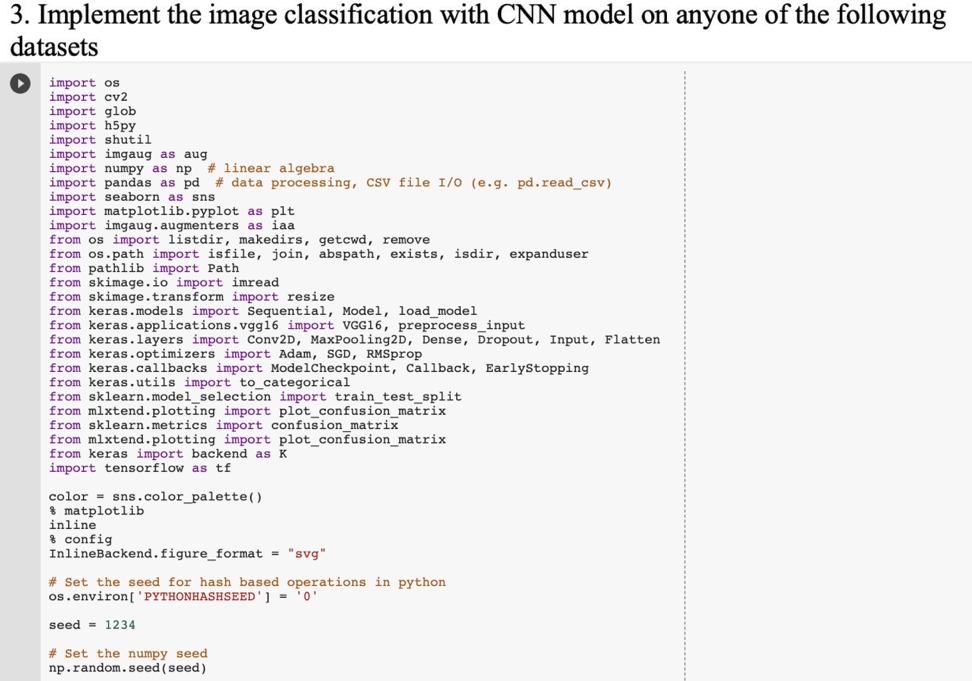 3. Implement the image classification with CNN model on anyone of the following
datasets
import os
import cv2
import glob
import h5py
import shutil
import imgaug as aug
import numpy as np  # linear algebra
import pandas as pd  # data processing, CSV file I/O (e.g. pd.read_csv)
import seaborn as sns
import matplotlib.pyplot as plt
import imgaug.augmenters as iaa
from os import listdir, makedirs, getcwd, remove
from os.path import isfile, join, abspath, exists, isdir, expanduser
from pathlib import Path
from skimage.io import imread
from skimage.transform import resize
from keras.models import Sequential, Model, load_model
from keras.applications.vgg16 import VGG16, preprocess_input
from keras.layers import Conv2D, MaxPooling2D, Dense, Dropout, Input, Flatten
from keras.optimizers import Adam, SGD, RMSprop
from keras.callbacks import ModelCheckpoint, Callback, EarlyStopping
from keras.utils import to_categorical
from sklearn.model_selection import train_test_split
from mlxtend.plotting import plot_confusion_matrix
from sklearn.metrics import confusion_matrix
from mlxtend.plotting import plot_confusion_matrix
from keras import backend as K
import tensorflow as tf
color = sns.color_palette()
% matplotlib
inline
% config
InlineBackend.figure_format = "svg"
# Set the seed for hash based operations in python
os.environ['PYTHONHASHSEED'] = '0'
seed = 1234
# Set the numpy seed
np.random.seed(seed)